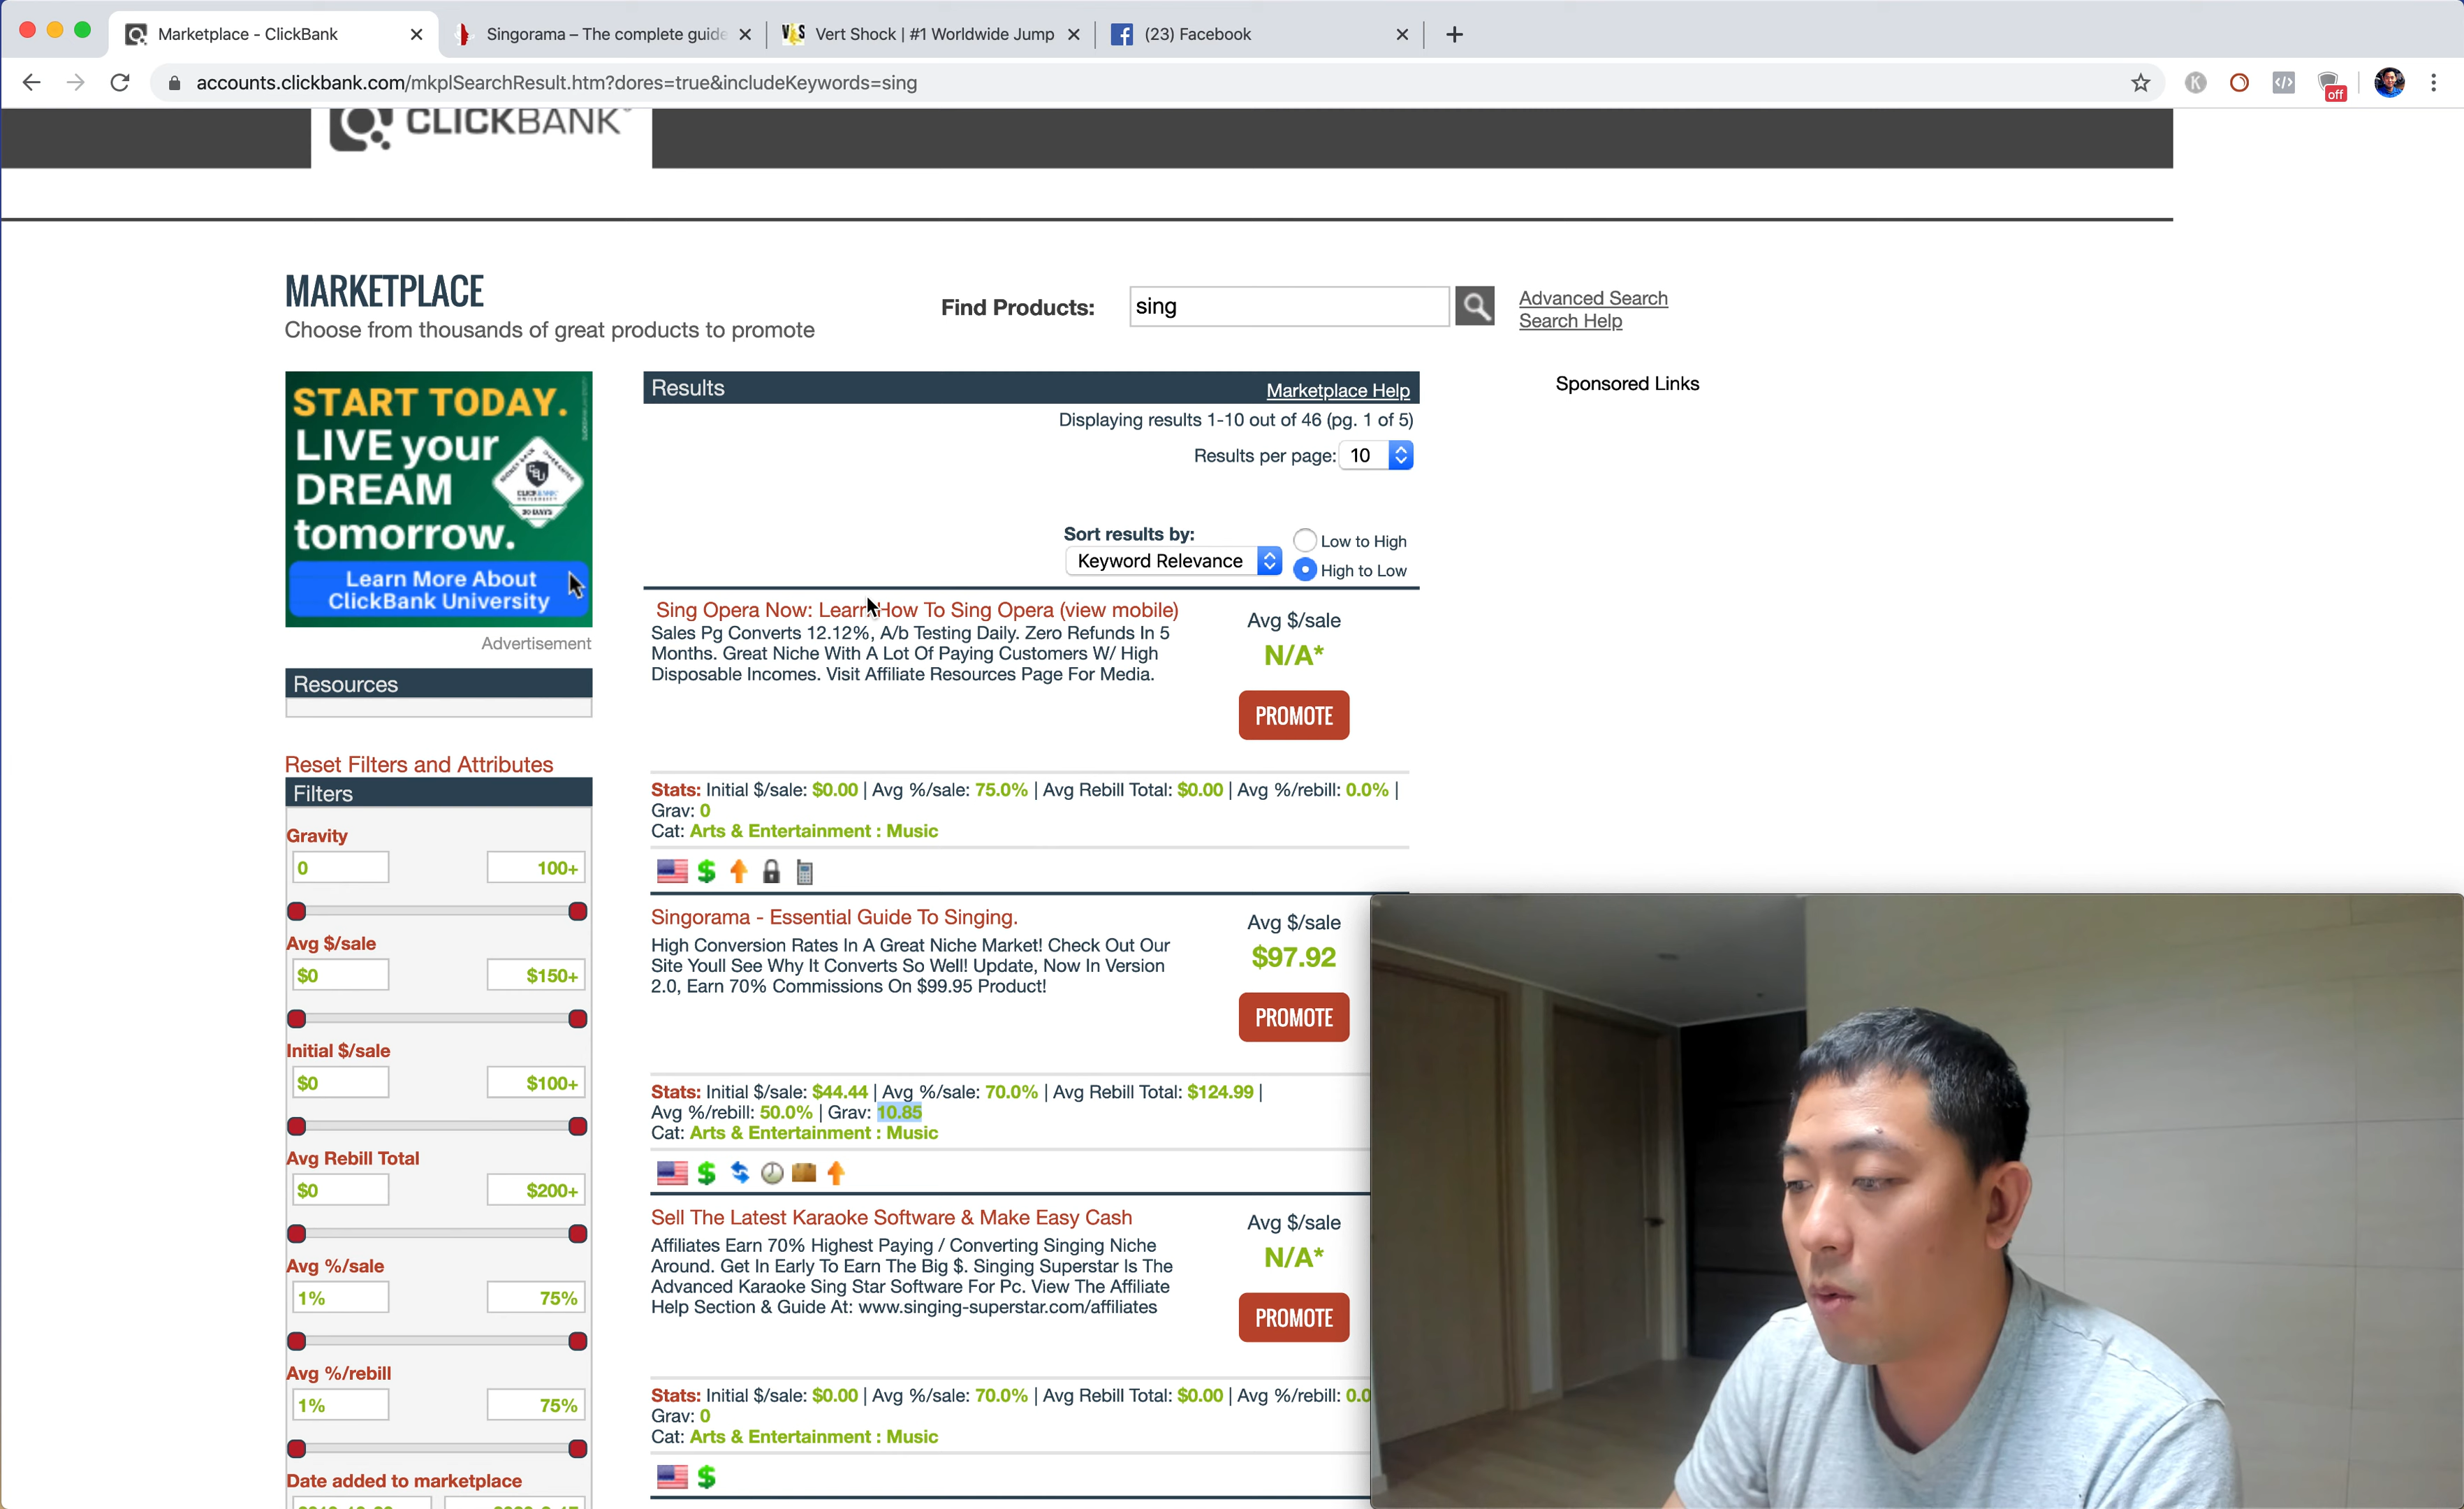 Marketplace - ClickBank
Singorama – The complete guide
Vert Shock | #1 Worldwide Jump
(23) Facebook
accounts.clickbank.com/mkplSearchResult.htm?dores=true&includeKeywords=sing
off
CLICKBANK
MARKETPLACE
Choose from thousands of great products to promote
Find Products:
sing
Advanced Search
Search Help
START TODAY.
LIVE your
DREAM
tomorrow.
Learn More About
ClickBank University
Advertisement
Resources
Reset Filters and Attributes
Filters
Gravity
0 100+
Avg $/sale
$0 $150+
Initial $/sale
$0 $100+
Avg Rebill Total
$0 $200+
Avg %/sale
1% 75%
Avg %/rebill
1% 75%
Date added to marketplace
Results
Marketplace Help
Displaying results 1-10 out of 46 (pg. 1 of 5)
Results per page: 10
Sort results by:
Keyword Relevance
Low to High
High to Low
Sing Opera Now: Learn How To Sing Opera (view mobile)
Sales Pg Converts 12.12%, A/b Testing Daily. Zero Refunds In 5
Months. Great Niche With A Lot Of Paying Customers W/ High
Disposable Incomes. Visit Affiliate Resources Page For Media.
Avg $/sale
N/A*
PROMOTE
Stats: Initial $/sale: $0.00 | Avg %/sale: 75.0% | Avg Rebill Total: $0.00 | Avg %/rebill: 0.0% |
Grav: 0
Cat: Arts & Entertainment : Music
Singorama - Essential Guide To Singing.
High Conversion Rates In A Great Niche Market! Check Out Our
Site Youll See Why It Converts So Well! Update, Now In Version
2.0, Earn 70% Commissions On $99.95 Product!
Avg $/sale
$97.92
PROMOTE
Stats: Initial $/sale: $44.44 | Avg %/sale: 70.0% | Avg Rebill Total: $124.99 |
Avg %/rebill: 50.0% | Grav: 10.85
Cat: Arts & Entertainment : Music
Sell The Latest Karaoke Software & Make Easy Cash
Affiliates Earn 70% Highest Paying / Converting Singing Niche
Around. Get In Early To Earn The Big $. Singing Superstar Is The
Advanced Karaoke Sing Star Software For Pc. View The Affiliate
Help Section & Guide At: www.singing-superstar.com/affiliates
Avg $/sale
N/A*
PROMOTE
Stats: Initial $/sale: $0.00 | Avg %/sale: 70.0% | Avg Rebill Total: $0.00 | Avg %/rebill: 0.0
Grav: 0
Cat: Arts & Entertainment : Music
Sponsored Links